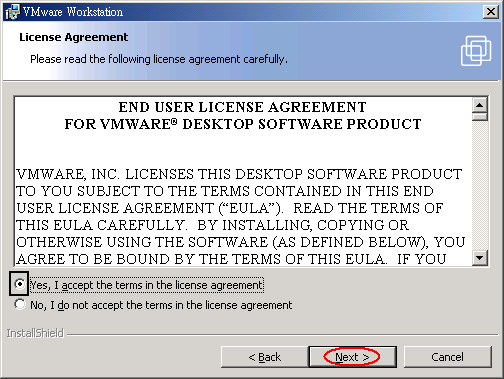 VMware Workstation
License Agreement
Please read the following license agreement carefully.
END USER LICENSE AGREEMENT
FOR VMWARE® DESKTOP SOFTWARE PRODUCT
VMWARE, INC. LICENSES THIS DESKTOP SOFTWARE PRODUCT
TO YOU SUBJECT TO THE TERMS CONTAINED IN THIS END
USER LICENSE AGREEMENT ("EULA"). READ THE TERMS OF
THIS EULA CAREFULLY. BY INSTALLING, COPYING OR
OTHERWISE USING THE SOFTWARE (AS DEFINED BELOW), YOU
AGREE TO BE BOUND BY THE TERMS OF THIS EULA. IF YOU
Yes, I accept the terms in the license agreement
No, I do not accept the terms in the license agreement
InstallShield
< Back Next > Cancel